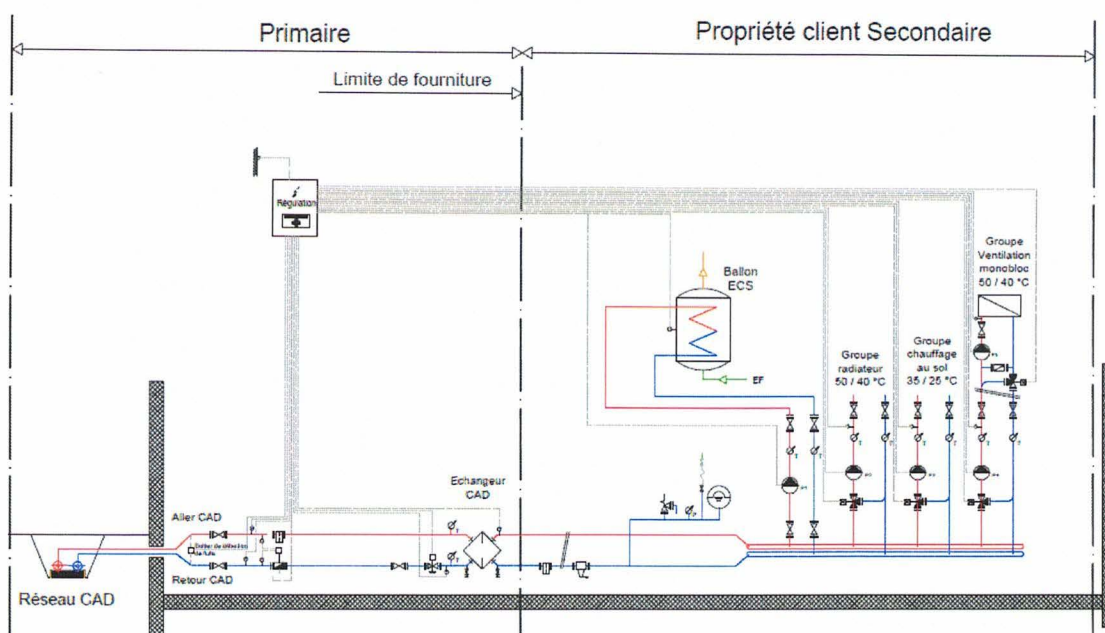 Primaire
Propriété client Secondaire
Limite de fourniture
Régulation
Ballon
ECS
EF
Groupe
radiateur
50 / 40 °C
Groupe
chauffage
au sol
35 / 25 °C
Groupe
Ventilation
monobloc
50 / 40 °C
Echangeur
CAD
Aller CAD
Retour CAD
Réseau CAD
T
T
T
T
T
T